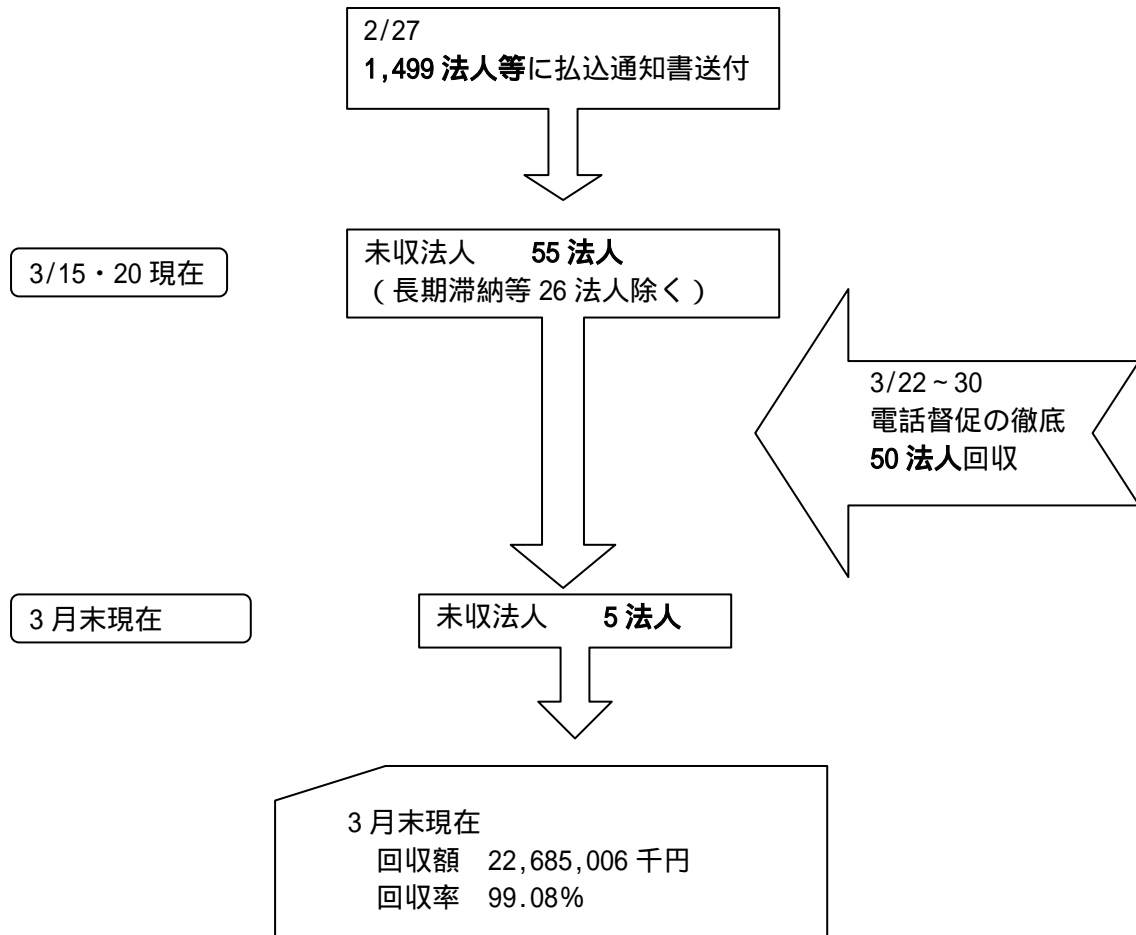 2/27
1,499 法人等に払込通知書送付
3/15・20 現在
未収法人　55 法人
（長期滞納等 26 法人除く）
3/22～30
電話督促の徹底
50 法人回収
3 月末現在
未収法人　5 法人
3 月末現在
回収額　22,685,006 千円
回収率　99.08%